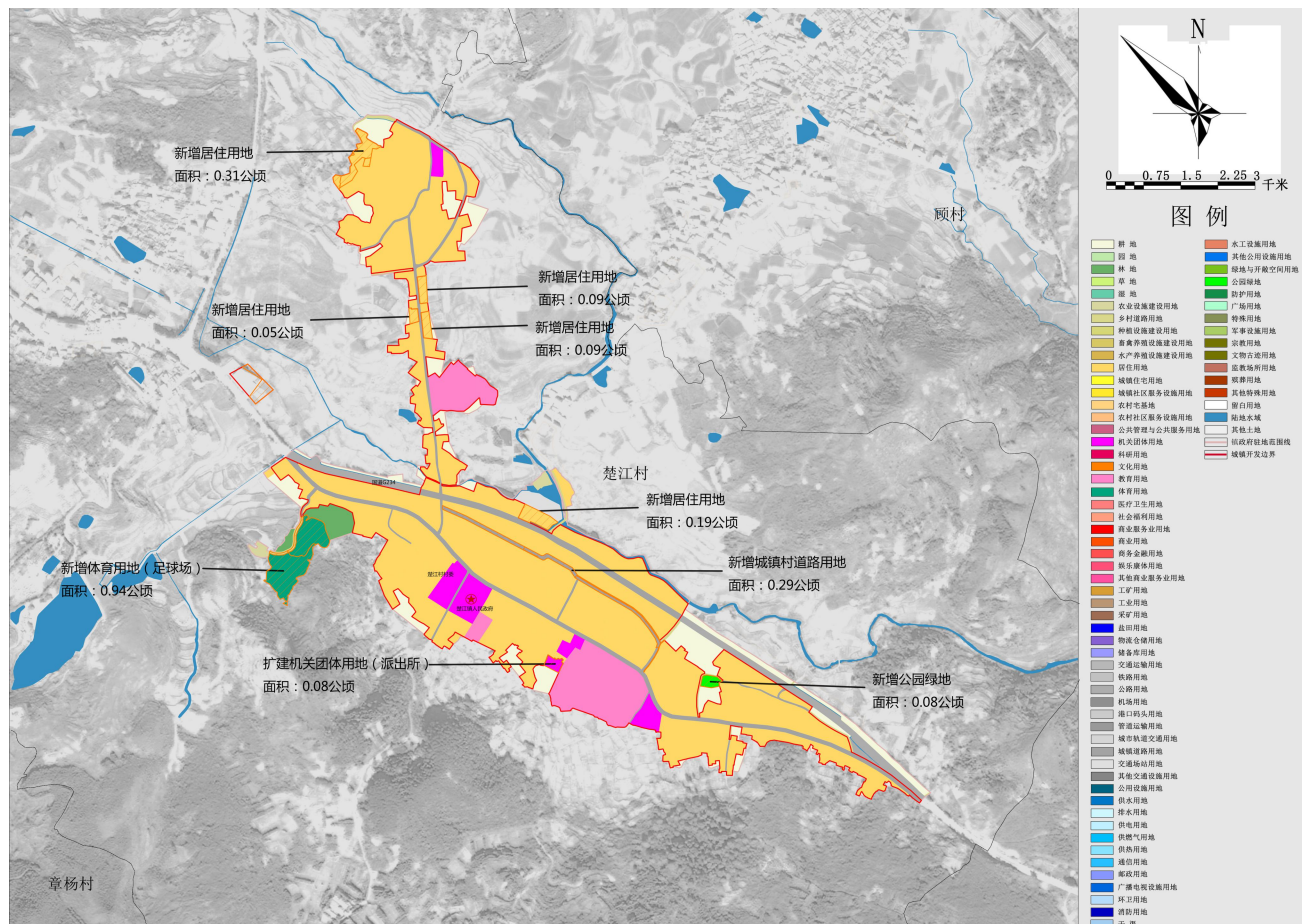 N
0 0.75 1.5 2.25 3 千米
图 例
耕 地
园 地
林 地
草 地
湿 地
农业设施建设用地
乡村道路用地
种植设施建设用地
畜禽养殖设施建设用地
水产养殖设施建设用地
居住用地
城镇住宅用地
城镇社区服务设施用地
农村宅基地
农村社区服务设施用地
公共管理与公共服务用地
机关团体用地
科研用地
文化用地
教育用地
体育用地
医疗卫生用地
社会福利用地
商业服务业用地
商业用地
商务金融用地
娱乐康体用地
其他商业服务业用地
工矿用地
工业用地
采矿用地
盐田用地
物流仓储用地
储备库用地
交通运输用地
铁路用地
公路用地
机场用地
港口码头用地
管道运输用地
城市轨道交通用地
城镇道路用地
交通场站用地
其他交通设施用地
公用设施用地
供水用地
排水用地
供电用地
供燃气用地
供热用地
通信用地
邮政用地
广播电视设施用地
环卫用地
消防用地
水工设施用地
其他公用设施用地
绿地与开敞空间用地
公园绿地
防护用地
广场用地
特殊用地
军事设施用地
宗教用地
文物古迹用地
监教场所用地
殡葬用地
其他特殊用地
留白用地
陆地水域
其他土地
镇政府驻地范围线
城镇开发边界
新增居住用地
面积：0.31公顷
顾村
新增居住用地
面积：0.09公顷
新增居住用地
面积：0.05公顷
新增居住用地
面积：0.09公顷
楚江村
国道G234
新增居住用地
面积：0.19公顷
新增城镇村道路用地
面积：0.29公顷
新增体育用地（足球场）
面积：0.94公顷
楚江村村委
楚江镇人民政府
扩建机关团体用地（派出所）
面积：0.08公顷
新增公园绿地
面积：0.08公顷
章杨村